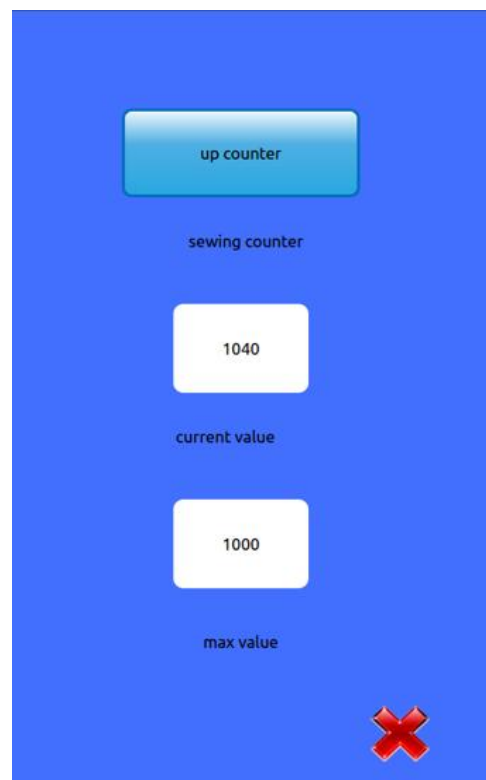 up counter
sewing counter
1040
current value
1000
max value